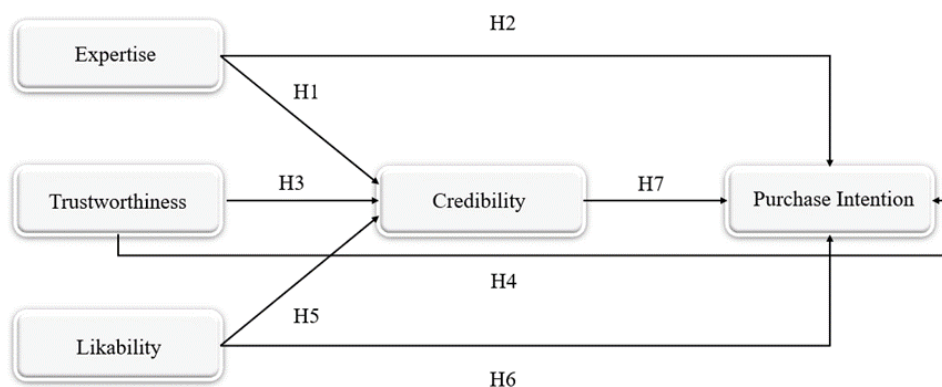 H2
Expertise
H1
Trustworthiness
H3
Credibility
H7
Purchase Intention
H4
H5
Likability
H6